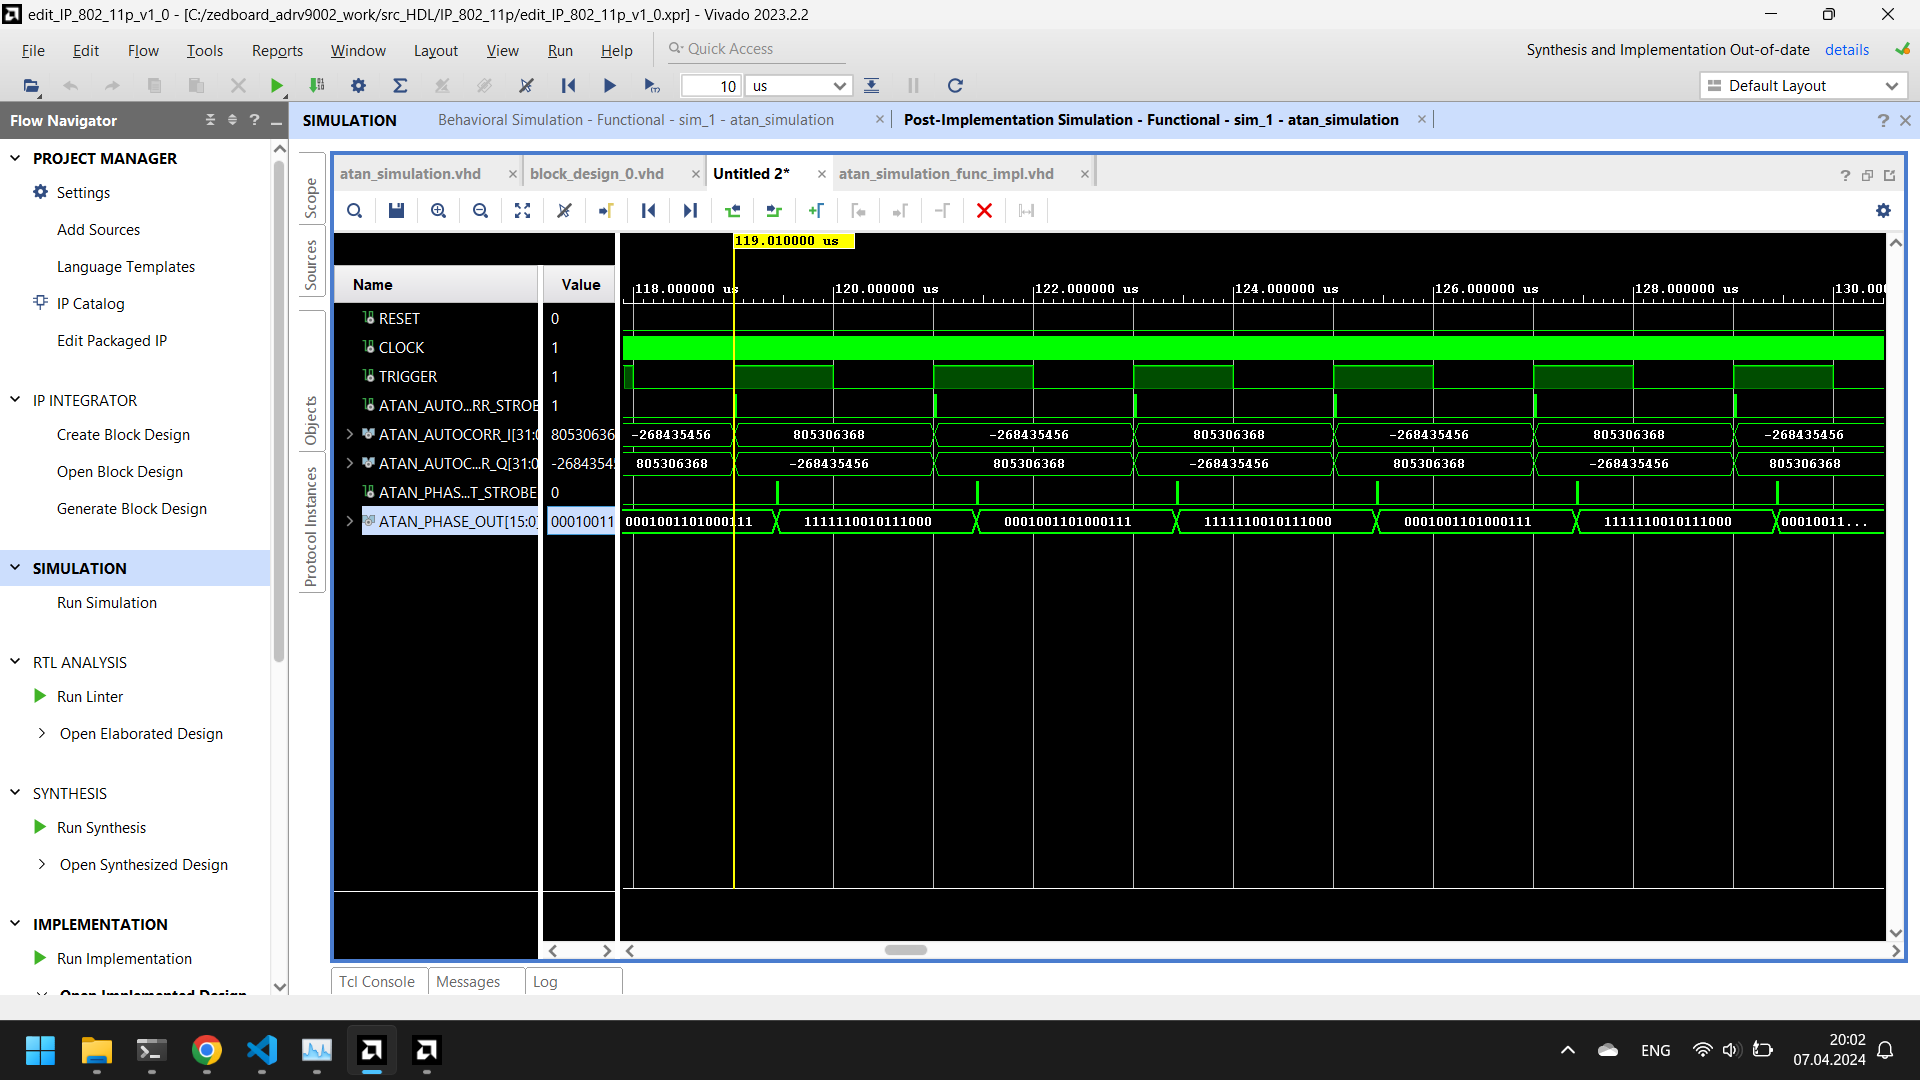 edit_IP_802_11p_v1_0 - [C:/zedboard_adrv9002_work/src_HDL/IP_802_11p/edit_IP_802_11p_v1_0.xpr] - Vivado 2023.2.2
File Edit Flow Tools Reports Window Layout View Run Help Quick Access
Synthesis and Implementation Out-of-date details
10 us
Default Layout
Flow Navigator
SIMULATION
Behavioral Simulation - Functional - sim_1 - atan_simulation
Post-Implementation Simulation - Functional - sim_1 - atan_simulation
PROJECT MANAGER
Settings
Add Sources
Language Templates
IP Catalog
Edit Packaged IP
IP INTEGRATOR
Create Block Design
Open Block Design
Generate Block Design
SIMULATION
Run Simulation
RTL ANALYSIS
Run Linter
Open Elaborated Design
SYNTHESIS
Run Synthesis
Open Synthesized Design
IMPLEMENTATION
Run Implementation
Open Implemented Design
Scope
Sources
Objects
Protocol Instances
atan_simulation.vhd
block_design_0.vhd
Untitled 2*
atan_simulation_func_impl.vhd
119.010000 us
Name Value
118.000000 us 120.000000 us 122.000000 us 124.000000 us 126.000000 us 128.000000 us 130.00
RESET 0
CLOCK 1
TRIGGER 1
ATAN_AUTO...RR_STROE 1
ATAN_AUTOCORR_I[31:0 80530636 -268435456 805306368 -268435456 805306368 -268435456 805306368 -268435456
ATAN_AUTOC...R_Q[31:0 -26843545 805306368 -268435456 805306368 -268435456 805306368 -268435456 805306368
ATAN_PHAS...T_STROBE 0
ATAN_PHASE_OUT[15:0] 00010011 0001001101000111 1111110010111000 0001001101000111 1111110010111000 0001001101000111 1111110010111000 00010011...
Tcl Console Messages Log
ENG
20:02
07.04.2024